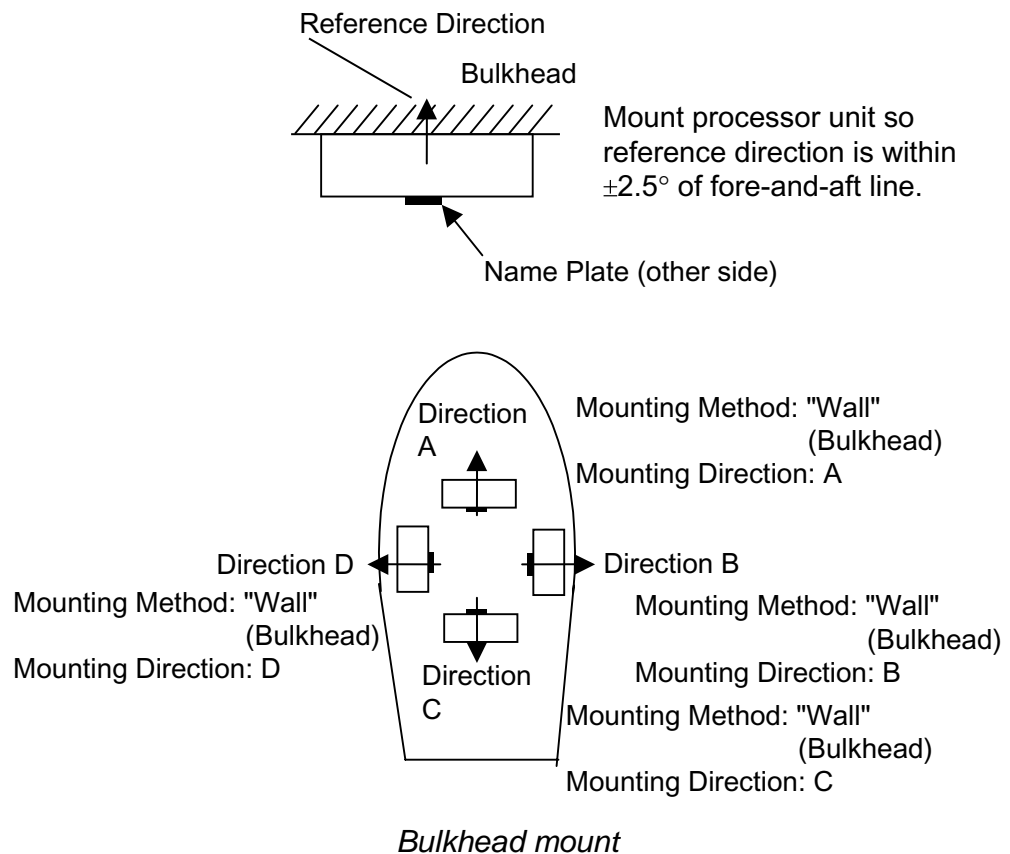 Reference Direction
Bulkhead
Mount processor unit so
reference direction is within
±2.5° of fore-and-aft line.
Name Plate (other side)
Direction
A
Mounting Method: "Wall"
(Bulkhead)
Mounting Direction: A
Direction D
Mounting Method: "Wall"
(Bulkhead)
Mounting Direction: D
Direction B
Mounting Method: "Wall"
(Bulkhead)
Mounting Direction: B
Direction
C
Mounting Method: "Wall"
(Bulkhead)
Mounting Direction: C
Bulkhead mount